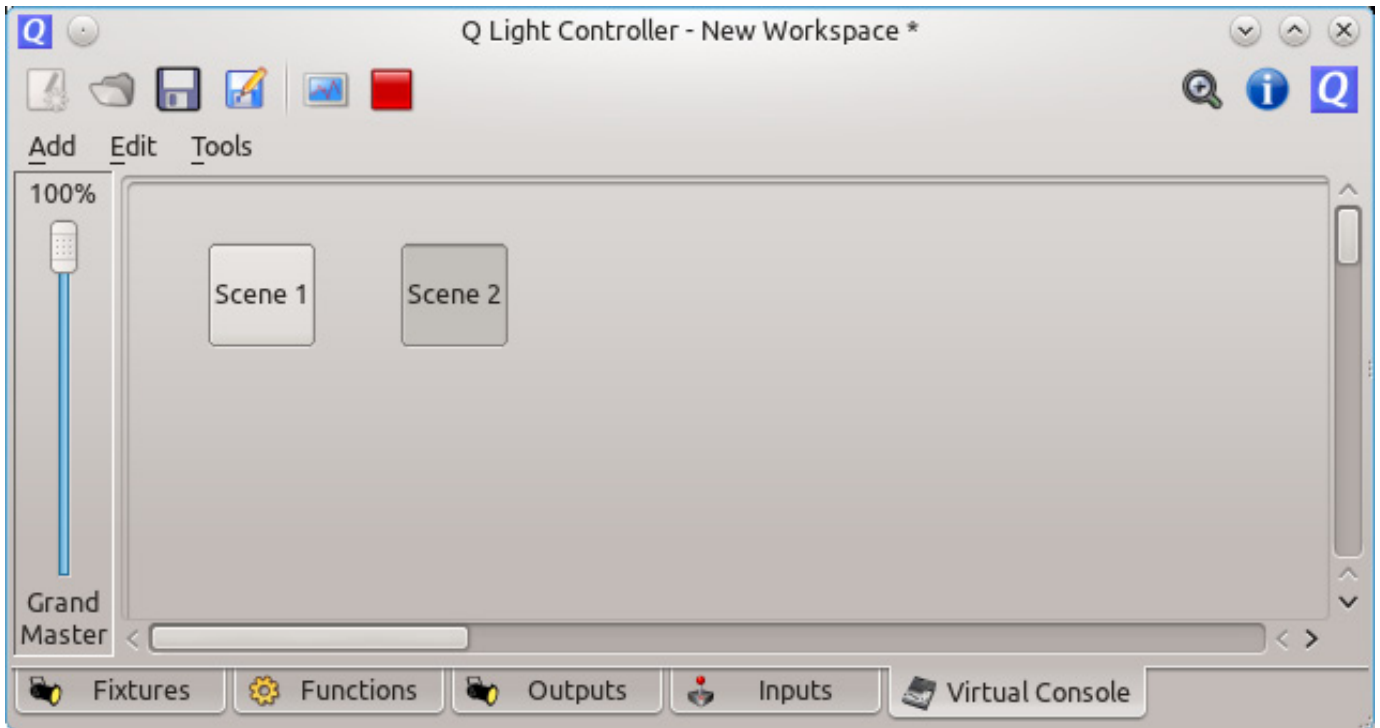 Q
Q Light Controller - New Workspace *
i
Q
Add Edit Tools
100%
Scene 1
Scene 2
Grand
Master
Fixtures Functions Outputs Inputs Virtual Console